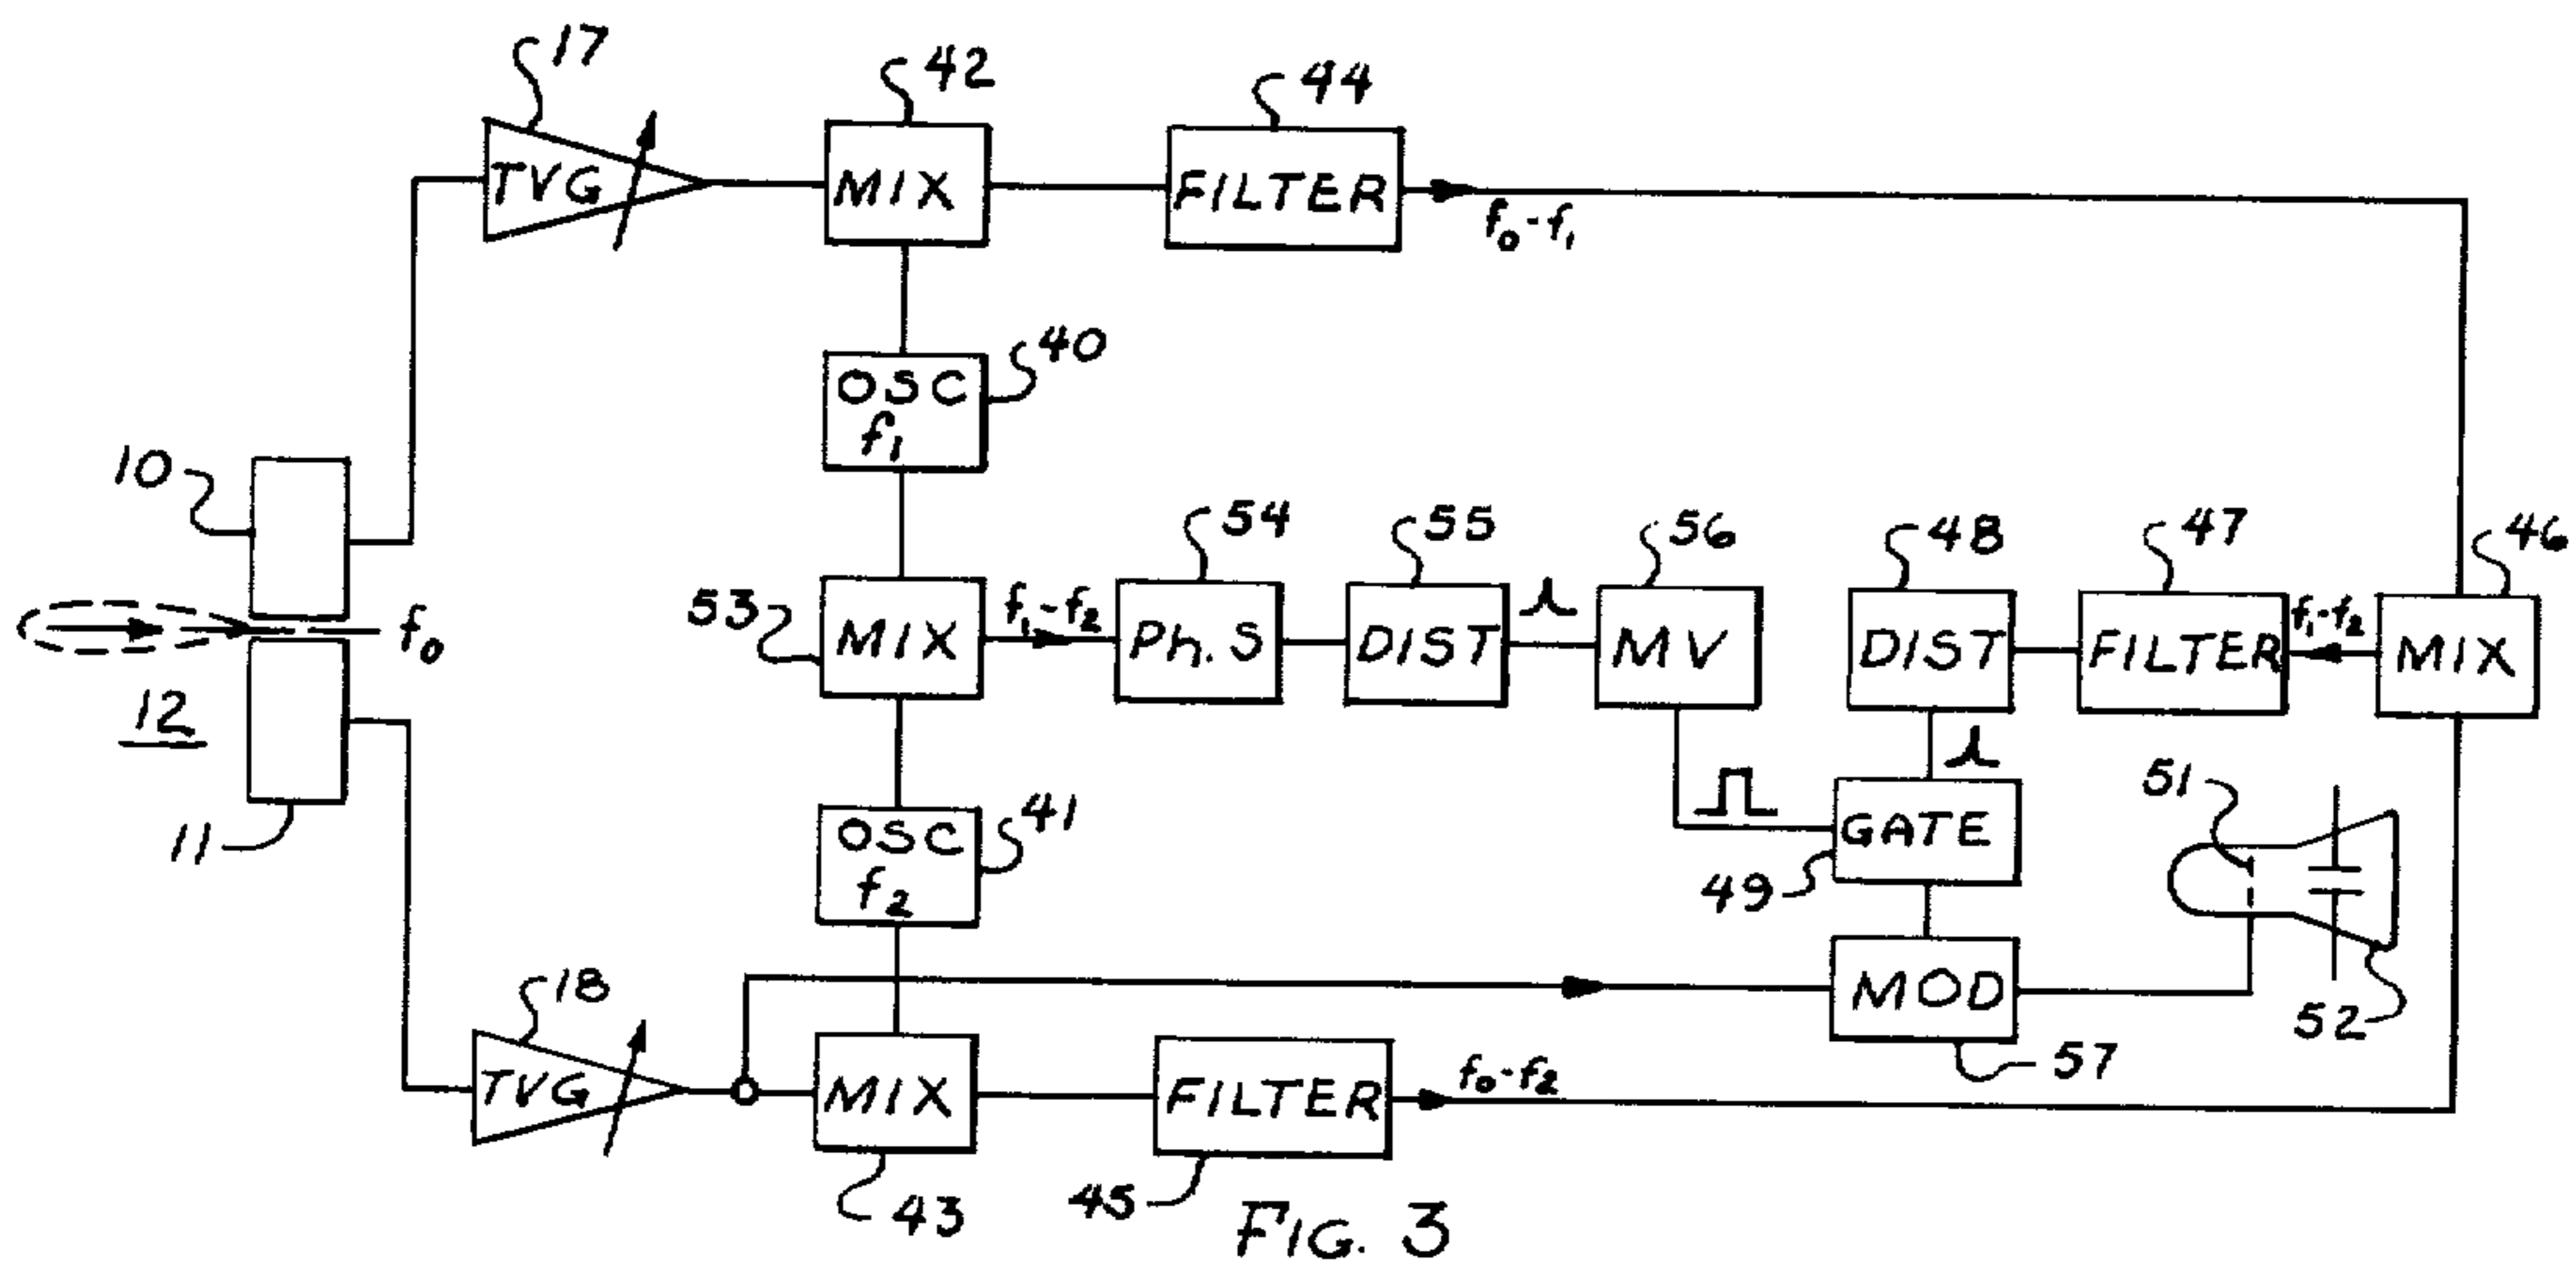 17
42
44
TVG
MIX
FILTER
f0-f1
40
OSC
f1
10
54
55
56
48
47
46
53
MIX
f1-f2
Ph. S
DIST
MV
DIST
FILTER
f1-f2
MIX
f0
12
11
41
OSC
f2
GATE
49
51
52
18
TVG
MIX
FILTER
f0-f2
MOD
57
43
45
FIG. 3